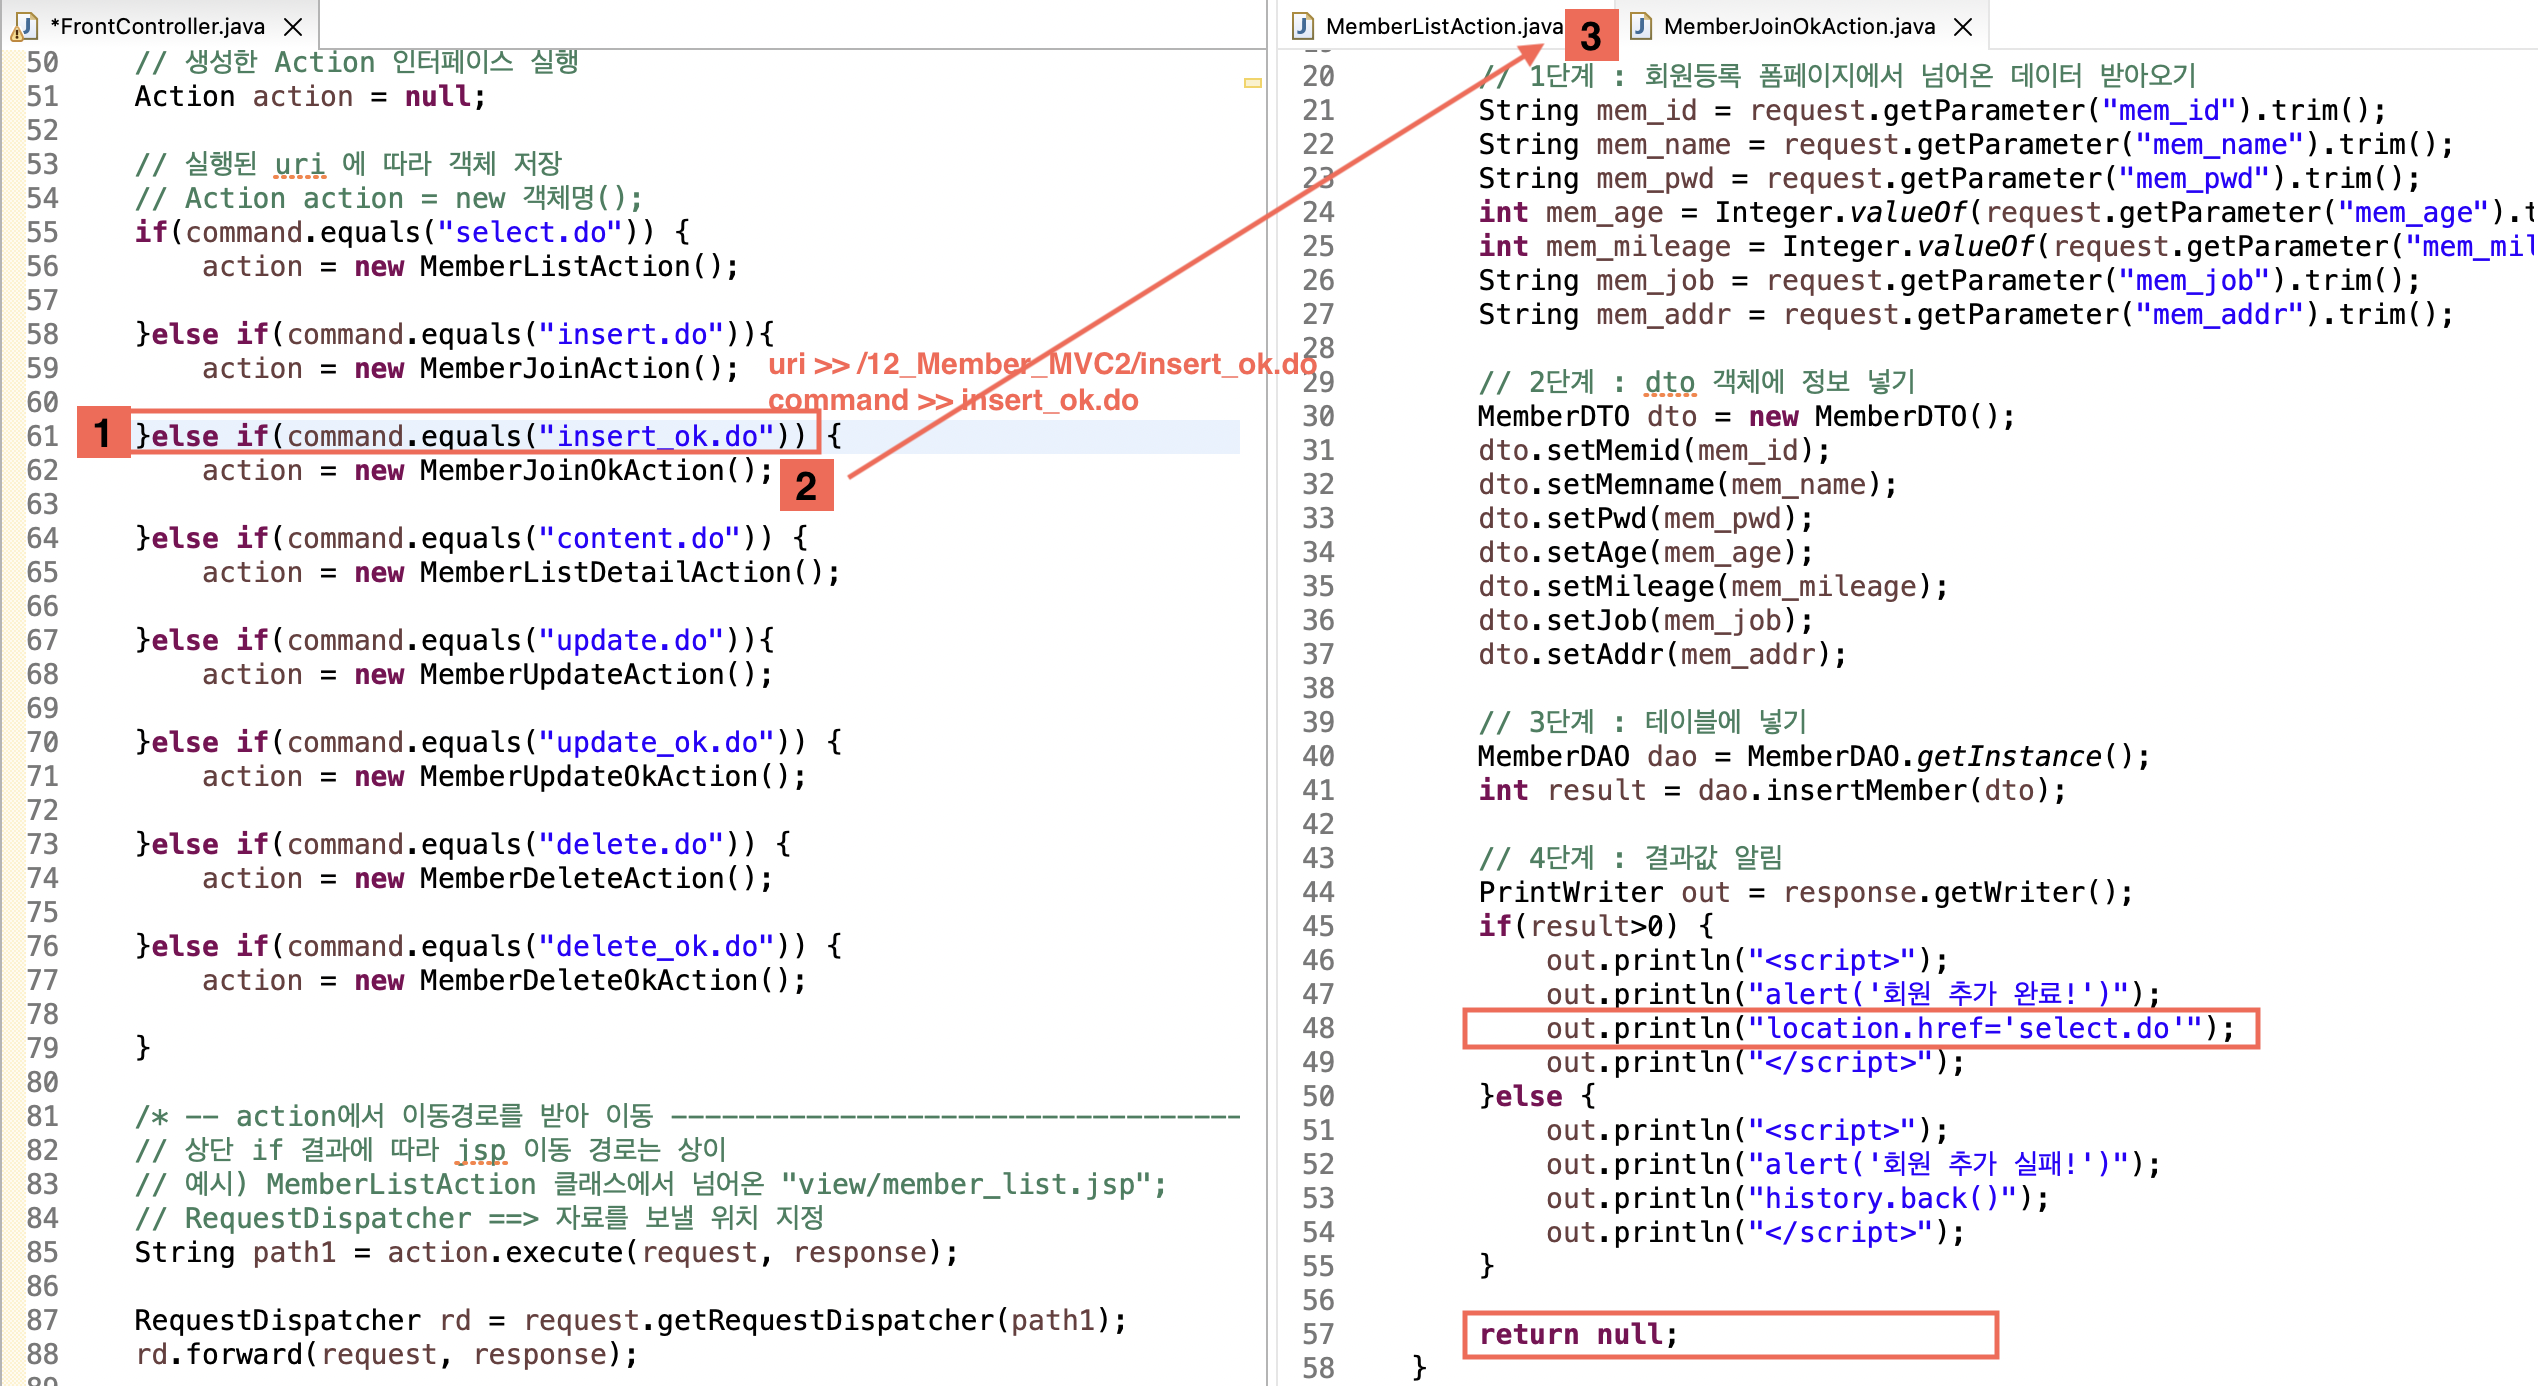 *FrontController.java
50 // 생성한 Action 인터페이스 실행
51 Action action = null;
52
53 // 실행된 uri 에 따라 객체 저장
54 // Action action = new 객체명();
55 if(command.equals("select.do")) {
56 action = new MemberListAction();
57
58 }else if(command.equals("insert.do")){
59 action = new MemberJoinAction();
uri >> /12_Member_MVC2/insert_ok.do
60
command >> insert_ok.do
1
61 }else if(command.equals("insert_ok.do")) {
62 action = new MemberJoinOkAction();
2
63
64 }else if(command.equals("content.do")) {
65 action = new MemberListDetailAction();
66
67 }else if(command.equals("update.do")){
68 action = new MemberUpdateAction();
69
70 }else if(command.equals("update_ok.do")) {
71 action = new MemberUpdateOkAction();
72
73 }else if(command.equals("delete.do")) {
74 action = new MemberDeleteAction();
75
76 }else if(command.equals("delete_ok.do")) {
77 action = new MemberDeleteOkAction();
78
79 }
80
81 /* -- action에서 이동경로를 받아 이동 ----------------------------------
82 // 상단 if 결과에 따라 jsp 이동 경로는 상이
83 // 예시) MemberListAction 클래스에서 넘어온 "view/member_list.jsp";
84 // RequestDispatcher ==> 자료를 보낼 위치 지정
85 String path1 = action.execute(request, response);
86
87 RequestDispatcher rd = request.getRequestDispatcher(path1);
88 rd.forward(request, response);
MemberListAction.java
3
MemberJoinOkAction.java
20 // 1단계 : 회원등록 폼페이지에서 넘어온 데이터 받아오기
21 String mem_id = request.getParameter("mem_id").trim();
22 String mem_name = request.getParameter("mem_name").trim();
23 String mem_pwd = request.getParameter("mem_pwd").trim();
24 int mem_age = Integer.valueOf(request.getParameter("mem_age").t
25 int mem_mileage = Integer.valueOf(request.getParameter("mem_mil
26 String mem_job = request.getParameter("mem_job").trim();
27 String mem_addr = request.getParameter("mem_addr").trim();
28
29 // 2단계 : dto 객체에 정보 넣기
30 MemberDTO dto = new MemberDTO();
31 dto.setMemid(mem_id);
32 dto.setMemname(mem_name);
33 dto.setPwd(mem_pwd);
34 dto.setAge(mem_age);
35 dto.setMileage(mem_mileage);
36 dto.setJob(mem_job);
37 dto.setAddr(mem_addr);
38
39 // 3단계 : 테이블에 넣기
40 MemberDAO dao = MemberDAO.getInstance();
41 int result = dao.insertMember(dto);
42
43 // 4단계 : 결과값 알림
44 PrintWriter out = response.getWriter();
45 if(result>0) {
46 out.println("<script>");
47 out.println("alert('회원 추가 완료!')");
48 out.println("location.href='select.do'");
49 out.println("</script>");
50 }else {
51 out.println("<script>");
52 out.println("alert('회원 추가 실패!')");
53 out.println("history.back()");
54 out.println("</script>");
55 }
56
57 return null;
58 }